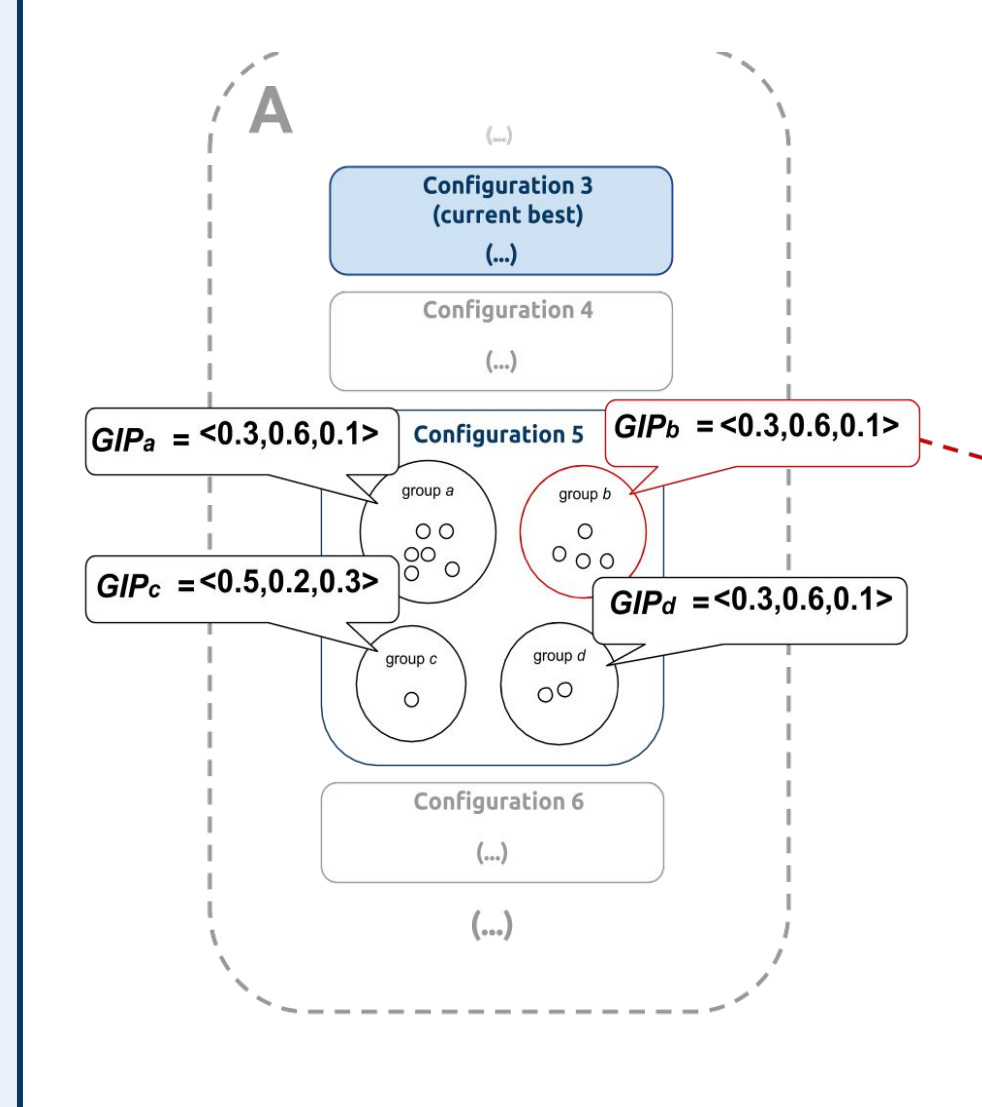 A
(...)
Configuration 3
(current best)
(...)
Configuration 4
(...)
GIPa = <0.3,0.6,0.1>
Configuration 5
GIPb = <0.3,0.6,0.1>
group a
group b
GIPc = <0.5,0.2,0.3>
GIPd = <0.3,0.6,0.1>
group c
group d
Configuration 6
(...)
(...)